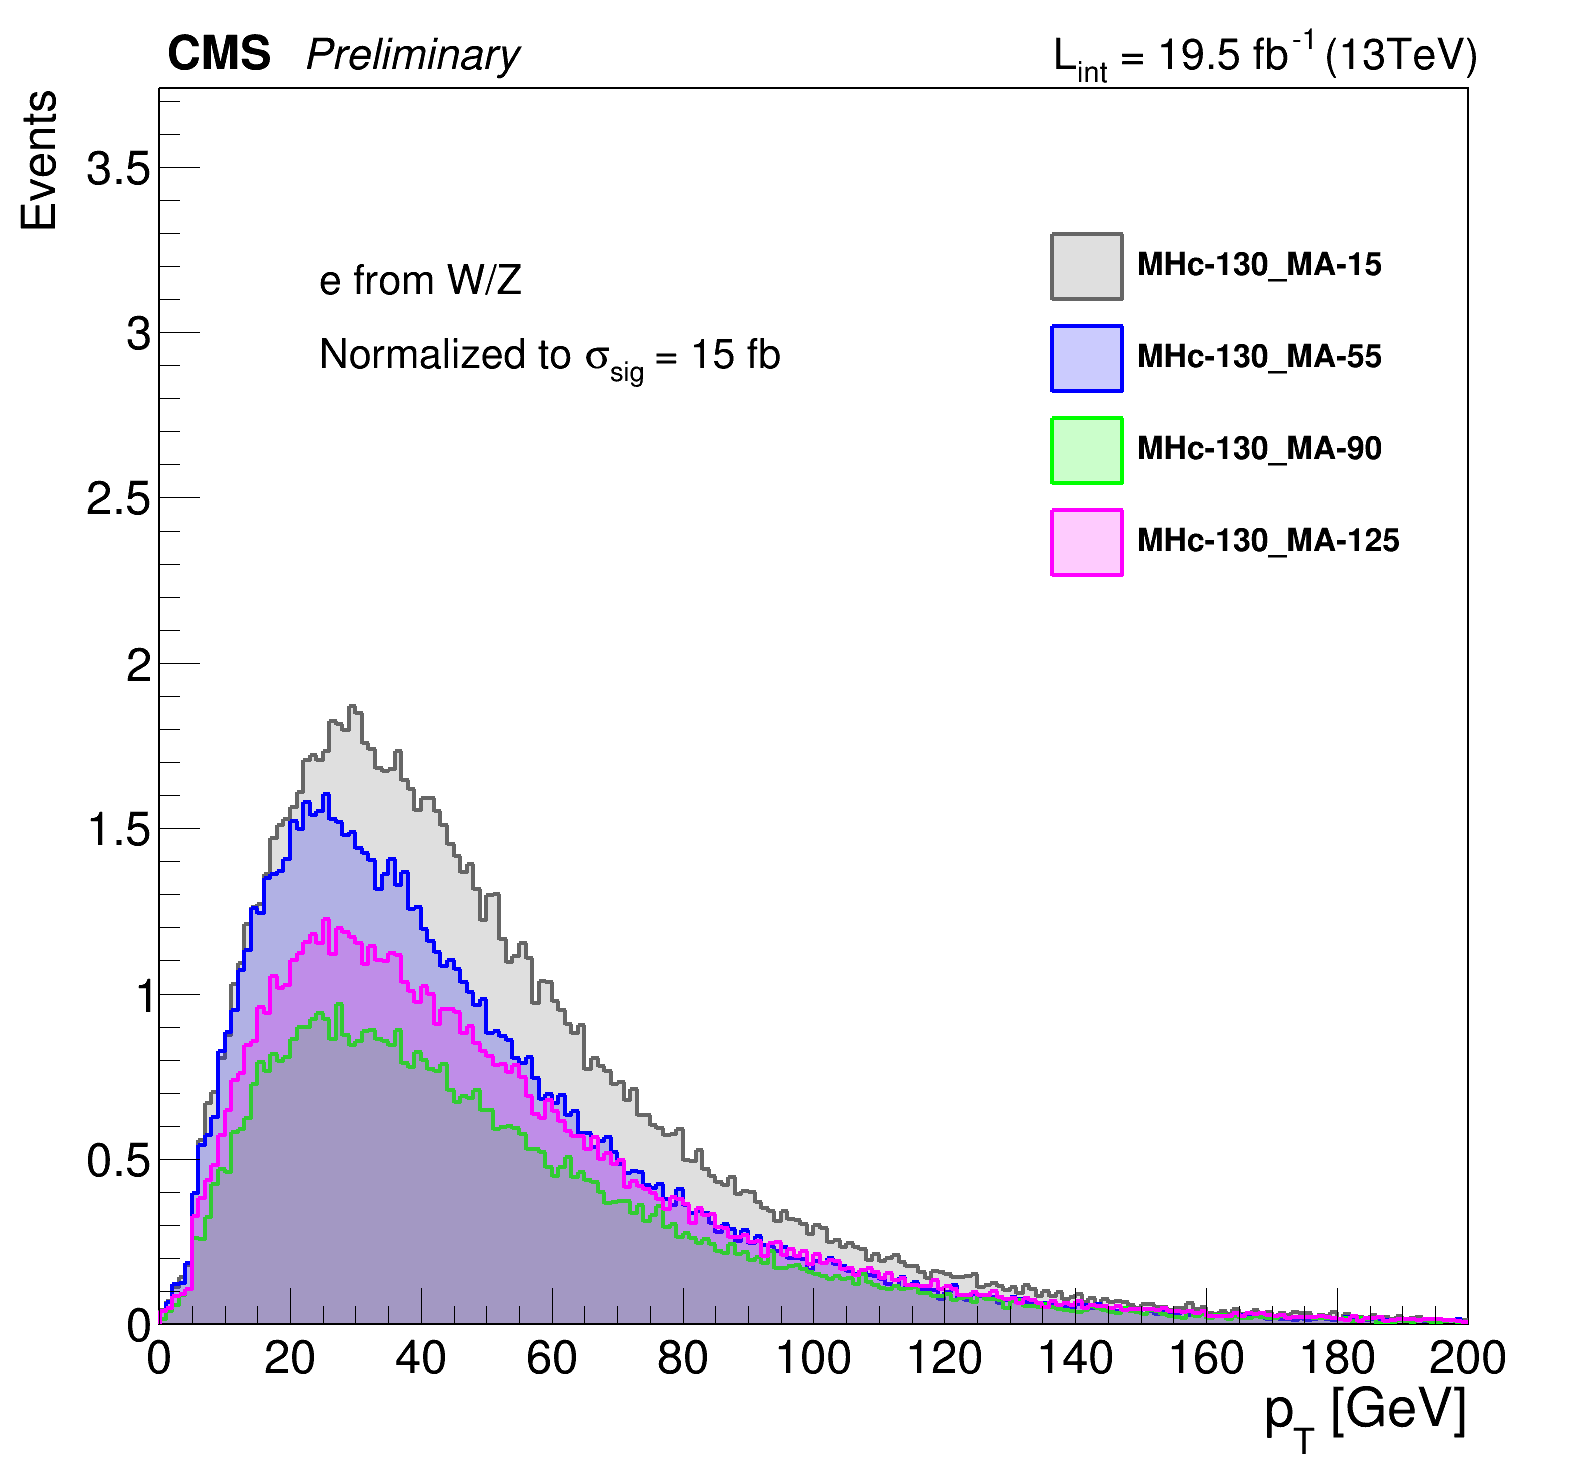 CMS Preliminary L_int = 19.5 fb^-1 (13TeV)
Events
3.5
3
2.5
2
1.5
1
0.5
0
e from W/Z
Normalized to σ_sig = 15 fb
MHc-130_MA-15
MHc-130_MA-55
MHc-130_MA-90
MHc-130_MA-125
0 20 40 60 80 100 120 140 160 180 200
p_T [GeV]